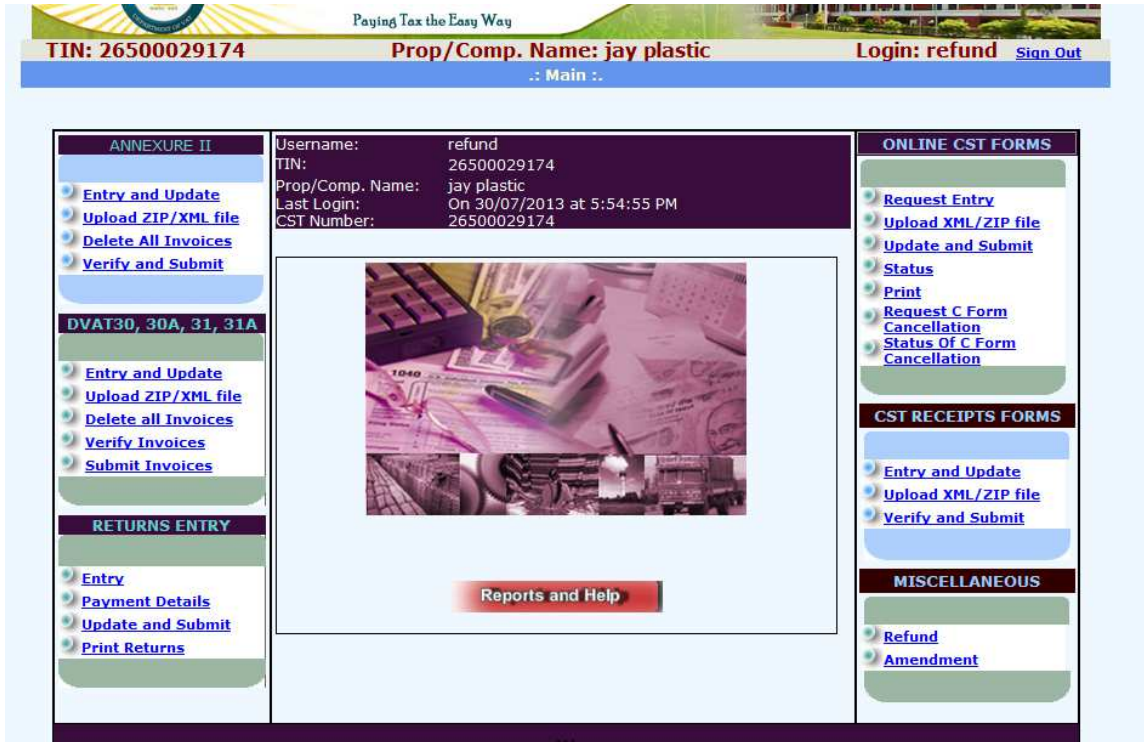 Paying Tax the Easy Way
TIN: 26500029174 Prop/Comp. Name: jay plastic Login: refund Sign Out
.: Main :.
ANNEXURE II
Entry and Update
Upload ZIP/XML file
Delete All Invoices
Verify and Submit
DVAT30, 30A, 31, 31A
Entry and Update
Upload ZIP/XML file
Delete all Invoices
Verify Invoices
Submit Invoices
RETURNS ENTRY
Entry
Payment Details
Update and Submit
Print Returns
Username: refund
TIN: 26500029174
Prop/Comp. Name: jay plastic
Last Login: On 30/07/2013 at 5:54:55 PM
CST Number: 26500029174
1040
Reports and Help
ONLINE CST FORMS
Request Entry
Upload XML/ZIP file
Update and Submit
Status
Print
Request C Form
Cancellation
Status Of C Form
Cancellation
CST RECEIPTS FORMS
Entry and Update
Upload XML/ZIP file
Verify and Submit
MISCELLANEOUS
Refund
Amendment